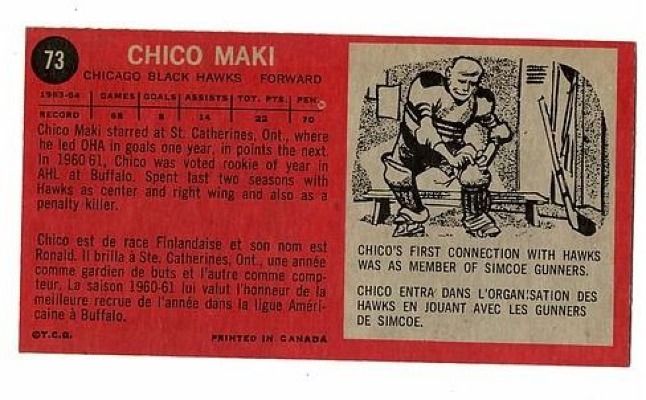 73
CHICO MAKI
CHICAGO BLACK HAWKS FORWARD
1963-64 GAMES GOALS ASSISTS TOT. PTS. PEN.
RECORD 68 8 14 22 70
Chico Maki starred at St. Catherines, Ont., where
he led OHA in goals one year, in points the next.
In 1960-61, Chico was voted rookie of year in
AHL at Buffalo. Spent last two seasons with
Hawks as center and right wing and also as a
penalty killer.
Chico est de race Finlandaise et son nom est
Ronald. Il brilla à Ste. Catherines, Ont., une année
comme gardien de buts et l'autre comme comp-
teur. La saison 1960-61 lui valut l'honneur de la
meilleure recrue de l'année dans la ligue Améri-
caine à Buffalo.
©T.C.G. PRINTED IN CANADA
CHICO'S FIRST CONNECTION WITH HAWKS
WAS AS MEMBER OF SIMCOE GUNNERS.
CHICO ENTRA DANS L'ORGANISATION DES
HAWKS EN JOUANT AVEC LES GUNNERS
DE SIMCOE.